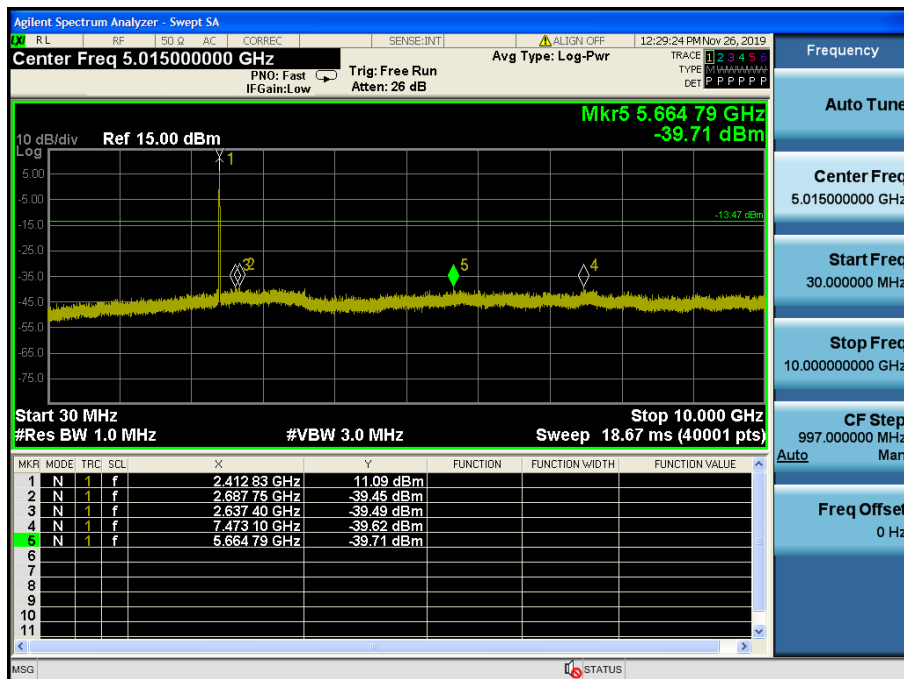 Agilent Spectrum Analyzer - Swept SA
LXI RL RF 50 Ω AC CORREC SENSE:INT ALIGN OFF 12:29:24 PM Nov 26, 2019
Center Freq 5.015000000 GHz
PNO: Fast
IFGain:Low
Trig: Free Run
Atten: 26 dB
Avg Type: Log-Pwr
TRACE 1 2 3 4 5 6
TYPE M WWWWW
DET P P P P P P
Mkr5 5.664 79 GHz
-39.71 dBm
10 dB/div Ref 15.00 dBm
Log
1
5.00
-5.00
-13.47 dBm
-15.0
-25.0
3 2 5 4
-35.0
-45.0
-55.0
-65.0
-75.0
Start 30 MHz Stop 10.000 GHz
#Res BW 1.0 MHz #VBW 3.0 MHz Sweep 18.67 ms (40001 pts)
MKR MODE TRC SCL X Y FUNCTION FUNCTION WIDTH FUNCTION VALUE
1 N 1 f 2.412 83 GHz 11.09 dBm
2 N 1 f 2.687 75 GHz -39.45 dBm
3 N 1 f 2.637 40 GHz -39.49 dBm
4 N 1 f 7.473 10 GHz -39.62 dBm
5 N 1 f 5.664 79 GHz -39.71 dBm
6
7
8
9
10
11
MSG STATUS
Frequency
Auto Tune
Center Freq
5.015000000 GHz
Start Freq
30.000000 MHz
Stop Freq
10.000000000 GHz
CF Step
997.000000 MHz
Auto Man
Freq Offset
0 Hz